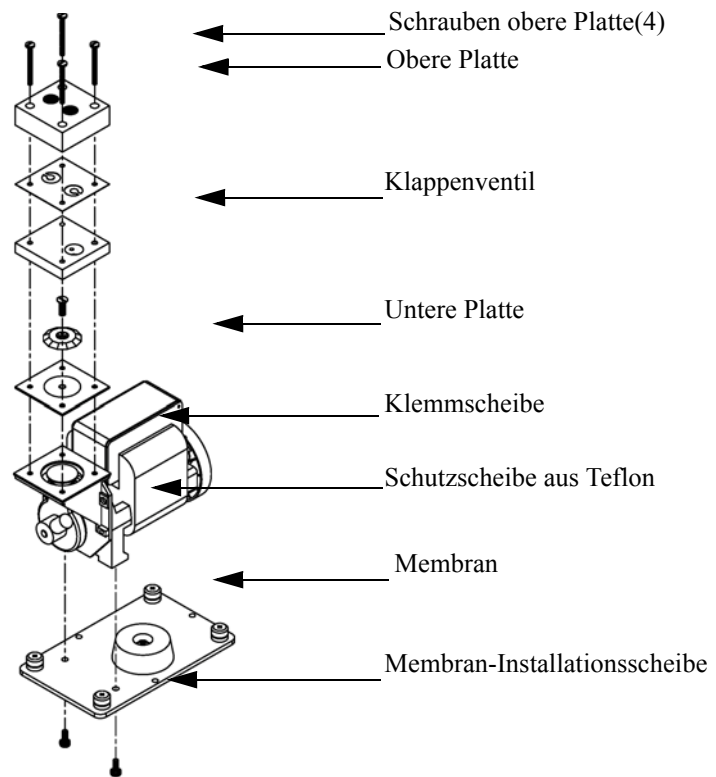 Schrauben obere Platte(4)
Obere Platte
Klappenventil
Untere Platte
Klemmscheibe
Schutzscheibe aus Teflon
Membran
Membran-Installationsscheibe